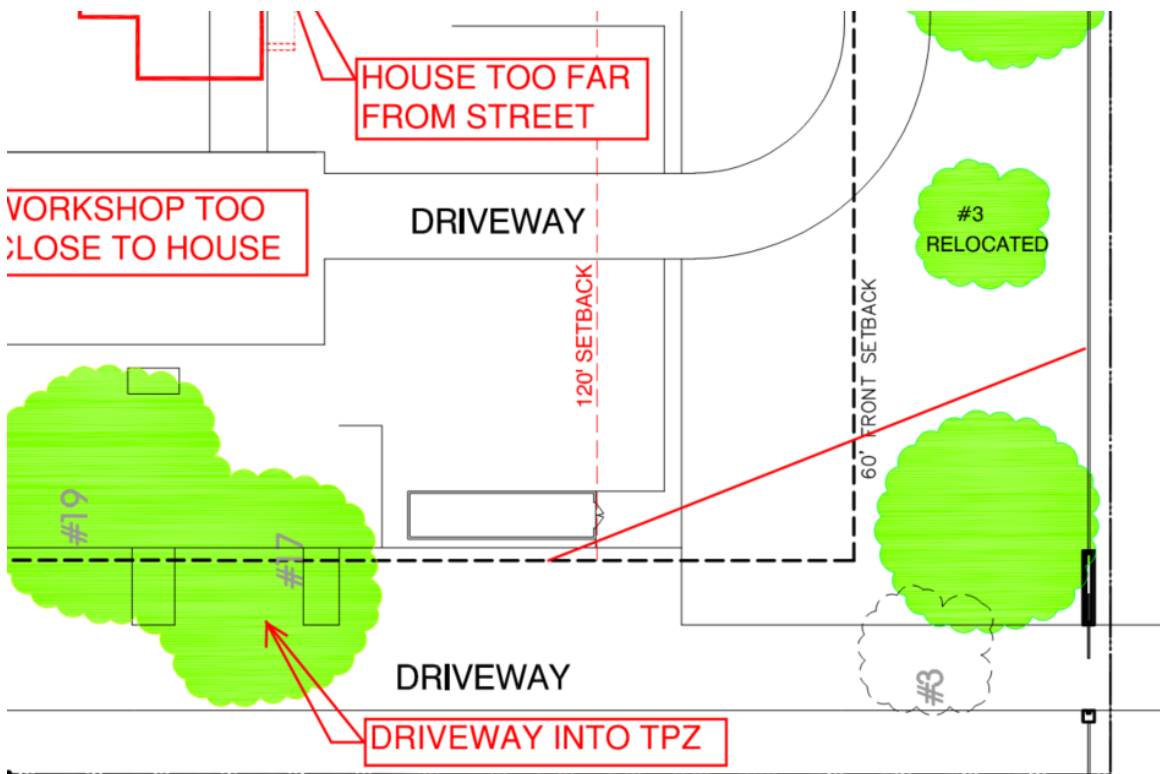 HOUSE TOO FAR
FROM STREET
WORKSHOP TOO
CLOSE TO HOUSE
DRIVEWAY
#3
RELOCATED
120' SETBACK
60' FRONT SETBACK
#19
#17
DRIVEWAY
#3
DRIVEWAY INTO TPZ